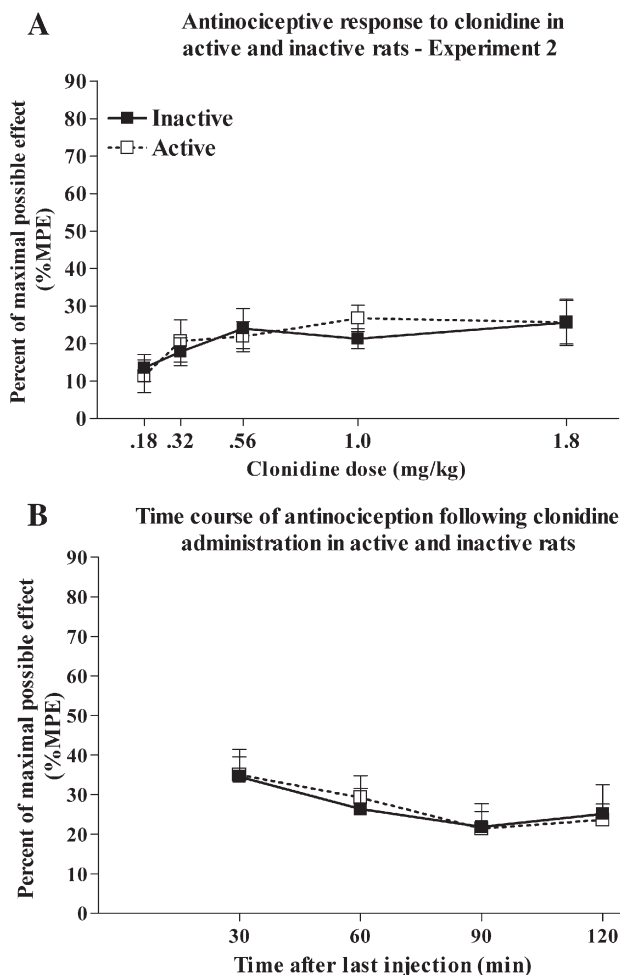 A
Antinociceptive response to clonidine in
active and inactive rats - Experiment 2
Percent of maximal possible effect
(%MPE)
90
80
70
60
50
40
30
20
10
0
Inactive
Active
.18 .32 .56 1.0 1.8
Clonidine dose (mg/kg)
B
Time course of antinociception following clonidine
administration in active and inactive rats
Percent of maximal possible effect
(%MPE)
90
80
70
60
50
40
30
20
10
0
30 60 90 120
Time after last injection (min)